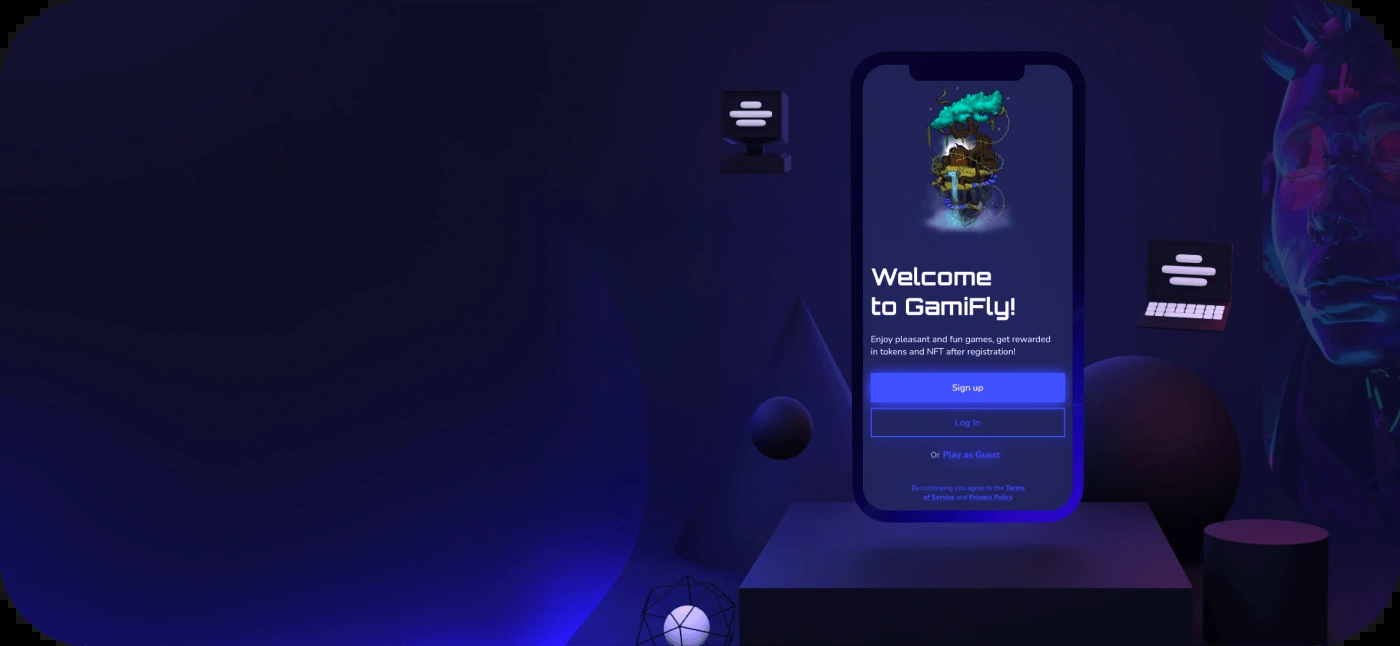 Welcome
to GamiFly!
Enjoy pleasant and fun games, get rewarded
in tokens and NFT after registration!
Sign up
Log In
Or Play as Guest
By continuing you agree to the Terms
of Service and Privacy Policy